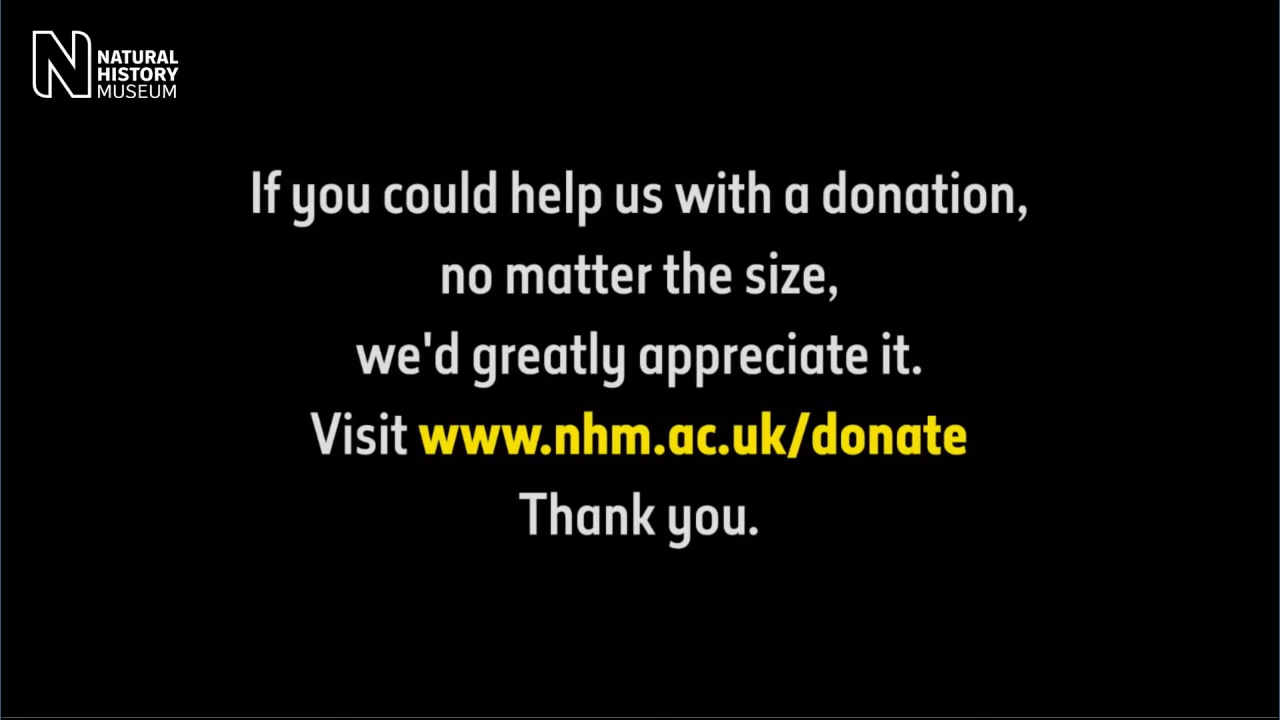 NATURAL
HISTORY
MUSEUM
If you could help us with a donation,
no matter the size,
we'd greatly appreciate it.
Visit www.nhm.ac.uk/donate
Thank you.